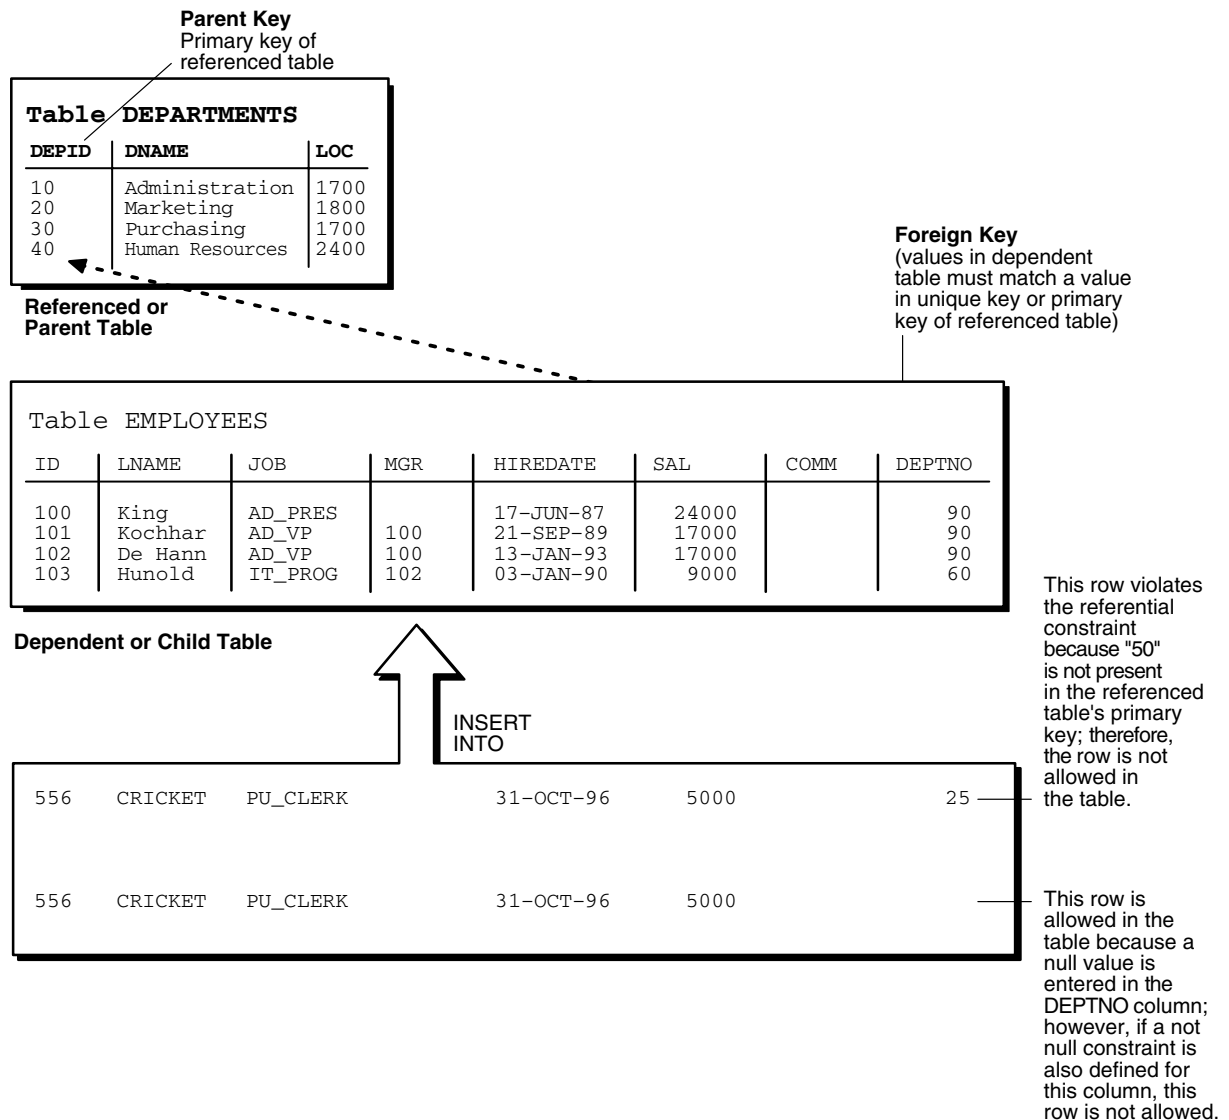 Parent Key
Primary key of
referenced table
Table DEPARTMENTS
DEPID DNAME LOC
10 Administration 1700
20 Marketing 1800
30 Purchasing 1700
40 Human Resources 2400
Referenced or
Parent Table
Foreign Key
(values in dependent
table must match a value
in unique key or primary
key of referenced table)
Table EMPLOYEES
ID LNAME JOB MGR HIREDATE SAL COMM DEPTNO
100 King AD_PRES 17-JUN-87 24000 90
101 Kochhar AD_VP 100 21-SEP-89 17000 90
102 De Hann AD_VP 100 13-JAN-93 17000 90
103 Hunold IT_PROG 102 03-JAN-90 9000 60
Dependent or Child Table
INSERT
INTO
This row violates
the referential
constraint
because "50"
is not present
in the referenced
table's primary
key; therefore,
the row is not
allowed in
the table.
556 CRICKET PU_CLERK 31-OCT-96 5000 25
556 CRICKET PU_CLERK 31-OCT-96 5000
This row is
allowed in the
table because a
null value is
entered in the
DEPTNO column;
however, if a not
null constraint is
also defined for
this column, this
row is not allowed.